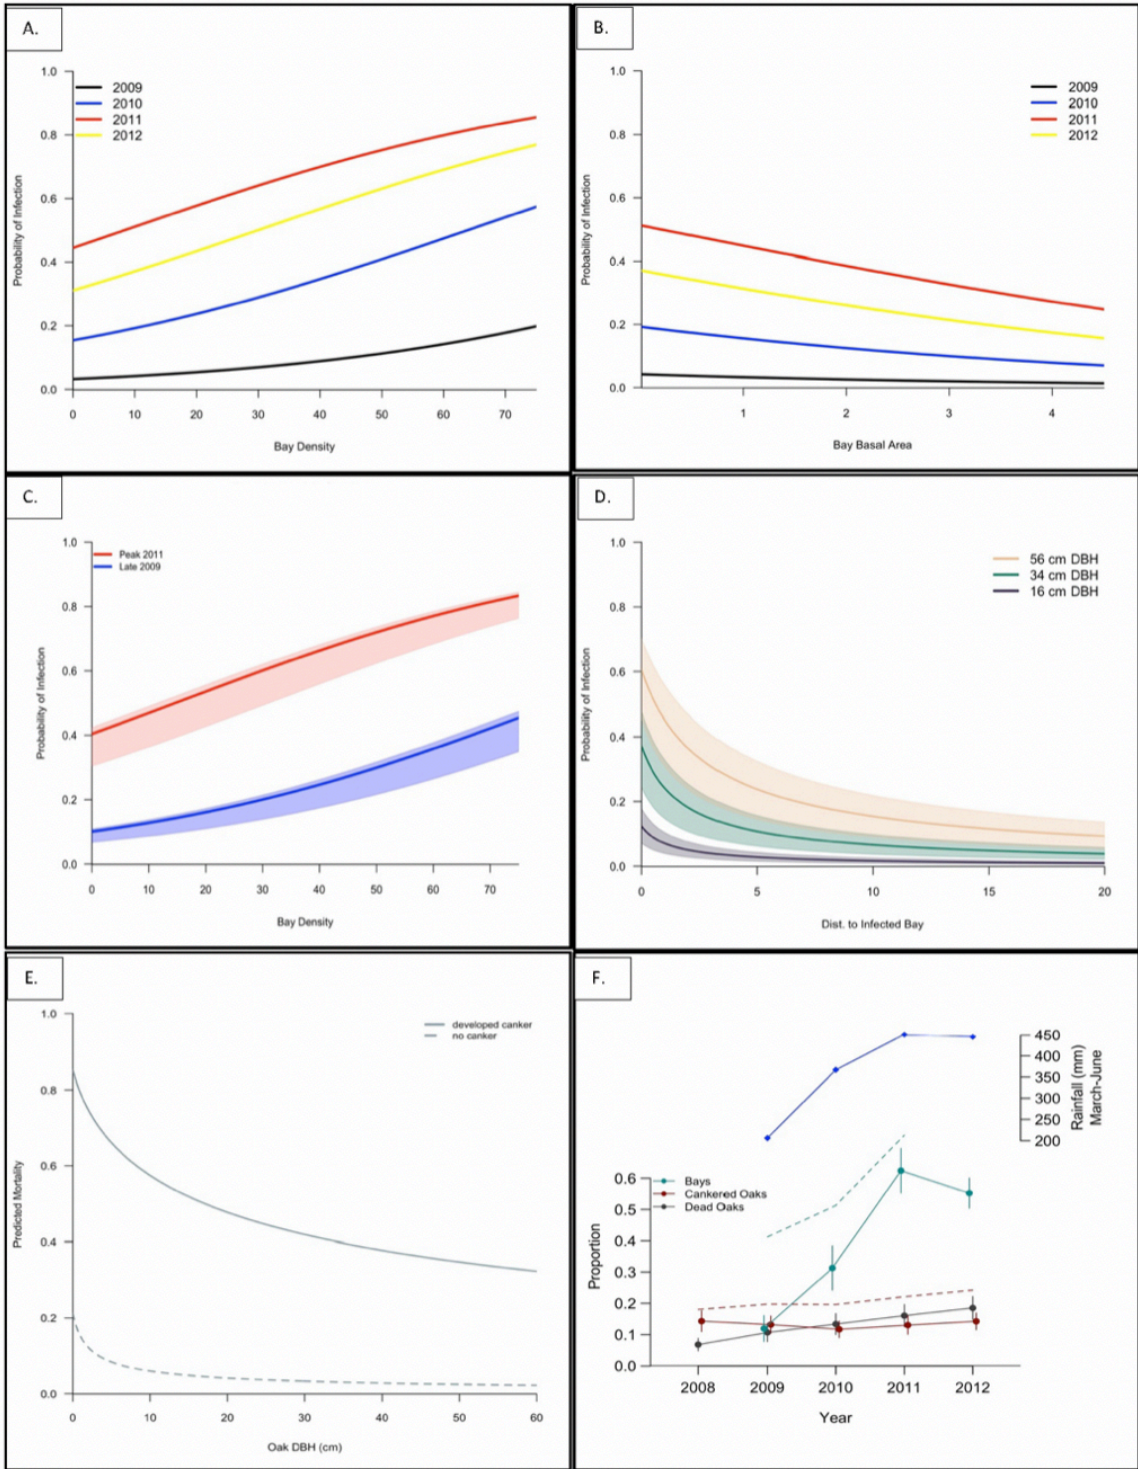 A.
1.0
0.8
0.6
0.4
0.2
0.0
Probability of Infection
2009
2010
2011
2012
0 10 20 30 40 50 60 70
Bay Density
B.
1.0
0.8
0.6
0.4
0.2
0.0
Probability of Infection
2009
2010
2011
2012
1 2 3 4
Bay Basal Area
C.
1.0
0.8
0.6
0.4
0.2
0.0
Probability of Infection
Peak 2011
Late 2009
0 10 20 30 40 50 60 70
Bay Density
D.
1.0
0.8
0.6
0.4
0.2
0.0
Probability of Infection
56 cm DBH
34 cm DBH
16 cm DBH
0 5 10 15 20
Dist. to Infected Bay
E.
1.0
0.8
0.6
0.4
0.2
0.0
Predicted Mortality
developed canker
no canker
0 10 20 30 40 50 60
Oak DBH (cm)
F.
450
400
350
300
250
200
Rainfall (mm)
March-June
0.6
0.5
0.4
0.3
0.2
0.1
0.0
Proportion
Bays
Cankered Oaks
Dead Oaks
2008 2009 2010 2011 2012
Year